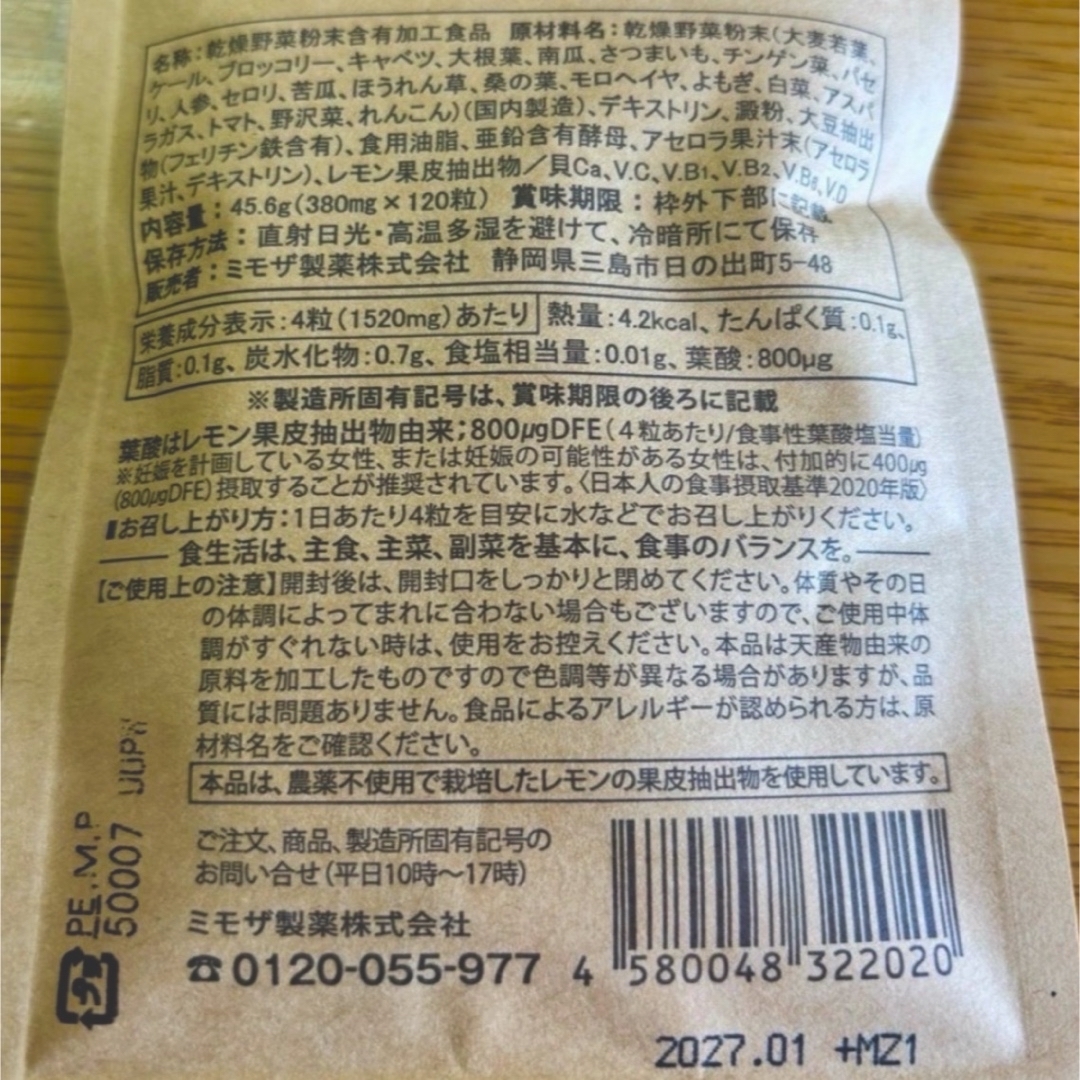 名称:乾燥野菜粉末含有加工食品 原材料名:乾燥野菜粉末(大麦若葉、
ケール、ブロッコリー、キャベツ、大根葉、南瓜、さつまいも、チンゲン菜、パセ
リ、人参、セロリ、苦瓜、ほうれん草、桑の葉、モロヘイヤ、よもぎ、白菜、アスパ
ラガス、トマト、野沢菜、れんこん)(国内製造)、デキストリン、澱粉、大豆抽出
物(フェリチン鉄含有)、食用油脂、亜鉛含有酵母、アセロラ果汁末(アセロラ
果汁、デキストリン)、レモン果皮抽出物/貝Ca、V.C、V.B1、V.B2、V.B6、V.D
内容量:45.6g(380mg×120粒) 賞味期限:枠外下部に記載
保存方法:直射日光・高温多湿を避けて、冷暗所にて保存
販売者:ミモザ製薬株式会社 静岡県三島市日の出町5-48
栄養成分表示:4粒(1520mg)あたり 熱量:4.2kcal、たんぱく質:0.1g、
脂質:0.1g、炭水化物:0.7g、食塩相当量:0.01g、葉酸:800μg
※製造所固有記号は、賞味期限の後ろに記載
葉酸はレモン果皮抽出物由来;800μgDFE(4粒あたり/食事性葉酸塩当量)
※妊娠を計画している女性、または妊娠の可能性がある女性は、付加的に400μg
(800μgDFE)摂取することが推奨されています。〈日本人の食事摂取基準2020年版〉
▮お召し上がり方:1日あたり4粒を目安に水などでお召し上がりください。
食生活は、主食、主菜、副菜を基本に、食事のバランスを。
【ご使用上の注意】開封後は、開封口をしっかりと閉めてください。体質やその日
の体調によってまれに合わない場合もございますので、ご使用中体
調がすぐれない時は、使用をお控えください。本品は天産物由来の
原料を加工したものですので色調等が異なる場合がありますが、品
質には問題ありません。食品によるアレルギーが認められる方は、原
材料名をご確認ください。
本品は、農薬不使用で栽培したレモンの果皮抽出物を使用しています。
ご注文、商品、製造所固有記号の
お問い合せ(平日10時〜17時)
ミモザ製薬株式会社
☎0120-055-977
4 580048 322020
PE.M.P
50007
プラ
2027.01 +MZ1